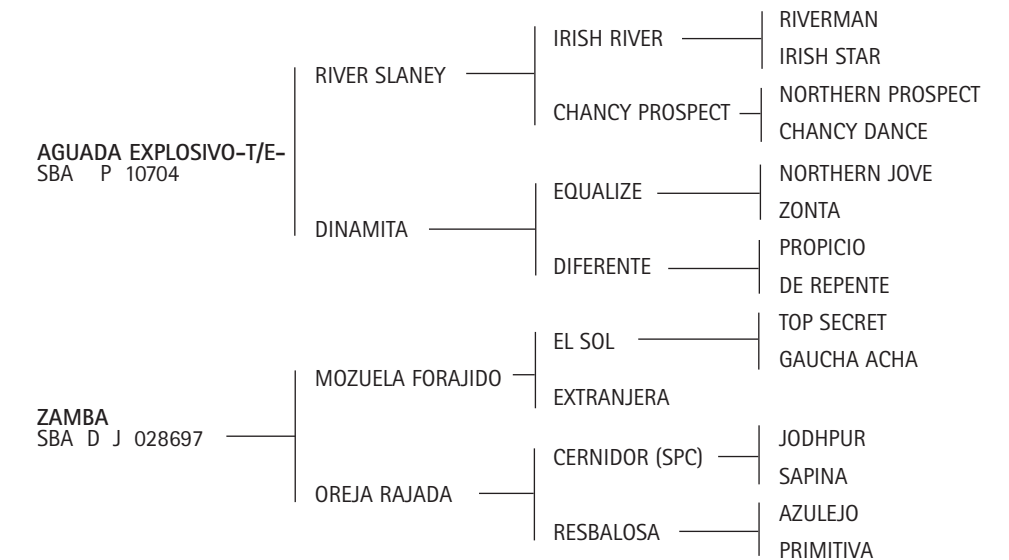 AGUADA EXPLOSIVO-T/E-
SBA P 10704
RIVER SLANEY
IRISH RIVER
RIVERMAN
IRISH STAR
CHANCY PROSPECT
NORTHERN PROSPECT
CHANCY DANCE
DINAMITA
EQUALIZE
NORTHERN JOVE
ZONTA
DIFERENTE
PROPICIO
DE REPENTE
ZAMBA
SBA D J 028697
MOZUELA FORAJIDO
EL SOL
TOP SECRET
GAUCHA ACHA
EXTRANJERA
OREJA RAJADA
CERNIDOR (SPC)
JODHPUR
SAPINA
RESBALOSA
AZULEJO
PRIMITIVA